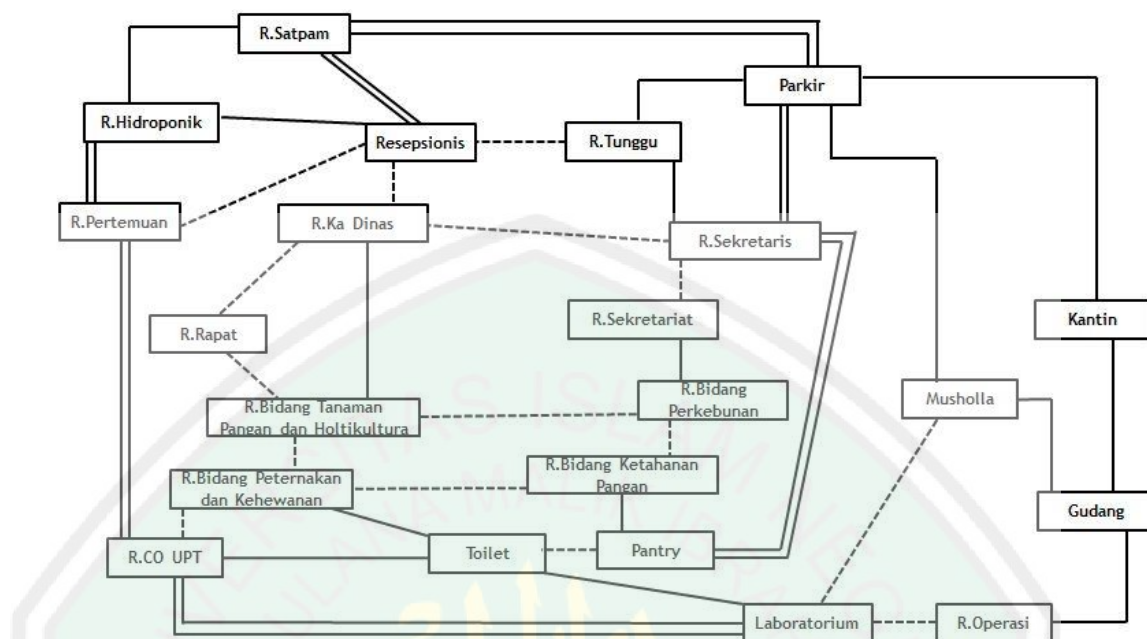 R.Satpam
Parkir
R.Hidroponik
Resepsionis
R.Tunggu
R.Pertemuan
R.Ka Dinas
R.Sekretaris
R.Rapat
R.Sekretariat
Kantin
R.Bidang Tanaman
Pangan dan Holtikultura
R.Bidang
Perkebunan
Musholla
R.Bidang Peternakan
dan Kehewanan
R.Bidang Ketahanan
Pangan
Gudang
R.CO UPT
Toilet
Pantry
Laboratorium
R.Operasi